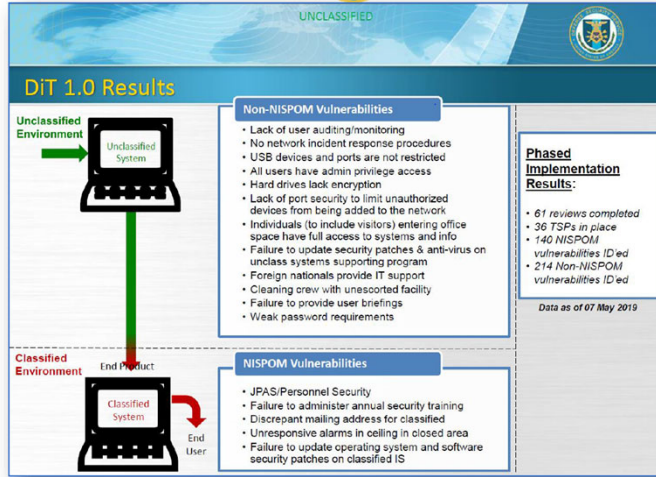 UNCLASSIFIED
DiT 1.0 Results
Unclassified
Environment
Unclassified
System
Non-NISPOM Vulnerabilities
• Lack of user auditing/monitoring
• No network incident response procedures
• USB devices and ports are not restricted
• All users have admin privilege access
• Hard drives lack encryption
• Lack of port security to limit unauthorized
devices from being added to the network
• Individuals (to include visitors) entering office
space have full access to systems and info
• Failure to update security patches & anti-virus on
unclass systems supporting program
• Foreign nationals provide IT support
• Cleaning crew with unescorted facility
• Failure to provide user briefings
• Weak password requirements
Phased
Implementation
Results:
• 61 reviews completed
• 36 TSPs in place
• 140 NISPOM
vulnerabilities ID'ed
• 214 Non-NISPOM
vulnerabilities ID'ed
Data as of 07 May 2019
Classified
Environment
End Product
Classified
System
End
User
NISPOM Vulnerabilities
• JPAS/Personnel Security
• Failure to administer annual security training
• Discrepant mailing address for classified
• Unresponsive alarms in ceiling in closed area
• Failure to update operating system and software
security patches on classified IS